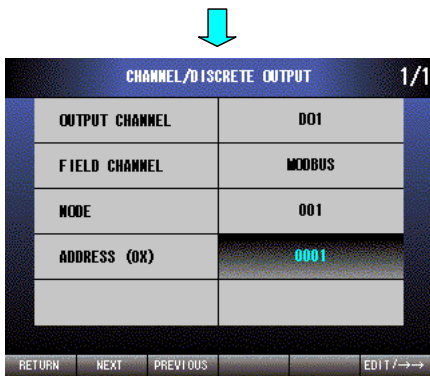 CHANNEL/DISCRETE OUTPUT 1/1
OUTPUT CHANNEL DO1
FIELD CHANNEL MODBUS
NODE 001
ADDRESS (0X) 0001
RETURN NEXT PREVIOUS EDIT/→→